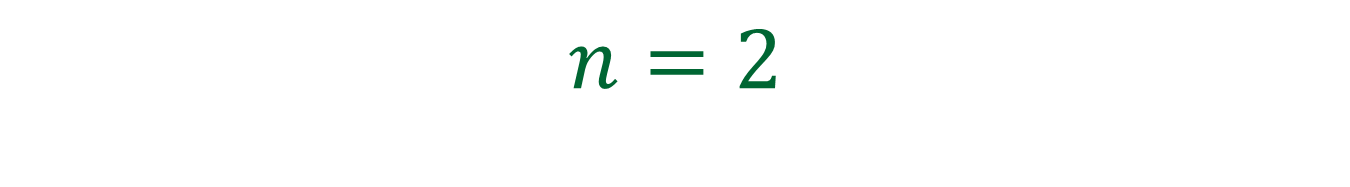 n = 2